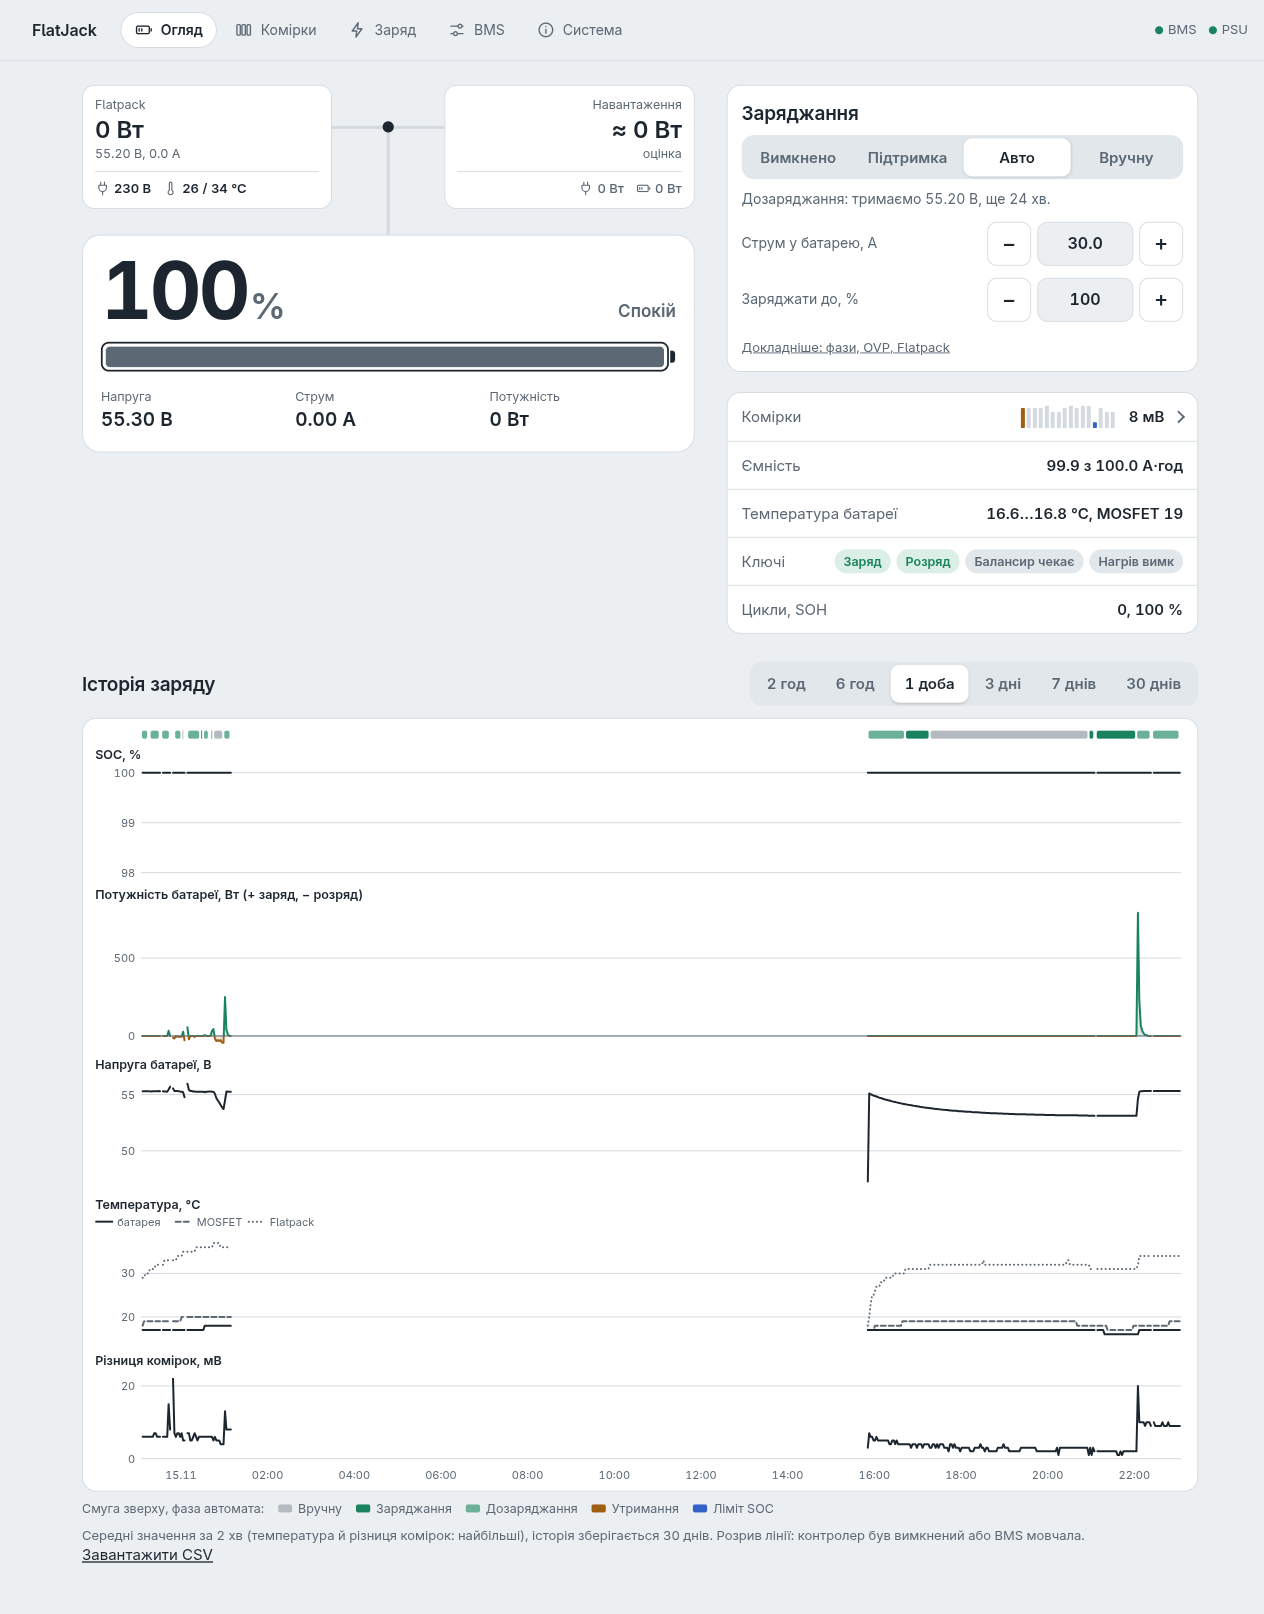 FlatJack
Огляд
Комірки
Заряд
BMS
Система
BMS
PSU
Flatpack
0 Вт
55.20 В, 0.0 А
230 В
26 / 34 °C
Навантаження
≈ 0 Вт
оцінка
0 Вт
0 Вт
100%
Спокій
Напруга
55.30 В
Струм
0.00 А
Потужність
0 Вт
Заряджання
Вимкнено
Підтримка
Авто
Вручну
Дозаряджання: тримаємо 55.20 В, ще 24 хв.
Струм у батарею, А
−
30.0
+
Заряджати до, %
−
100
+
Докладніше: фази, OVP, Flatpack
Комірки
8 мВ
Ємність
99.9 з 100.0 А·год
Температура батареї
16.6…16.8 °C, MOSFET 19
Ключі
Заряд
Розряд
Балансир чекає
Нагрів вимк
Цикли, SOH
0, 100 %
Історія заряду
2 год
6 год
1 доба
3 дні
7 днів
30 днів
SOC, %
100
99
98
Потужність батареї, Вт (+ заряд, − розряд)
500
0
Напруга батареї, В
55
50
Температура, °C
батарея
MOSFET
Flatpack
30
20
Різниця комірок, мВ
20
0
15.11
02:00
04:00
06:00
08:00
10:00
12:00
14:00
16:00
18:00
20:00
22:00
Смуга зверху, фаза автомата:
Вручну
Заряджання
Дозаряджання
Утримання
Ліміт SOC
Середні значення за 2 хв (температура й різниця комірок: найбільші), історія зберігається 30 днів. Розрив лінії: контролер був вимкнений або BMS мовчала.
Завантажити CSV